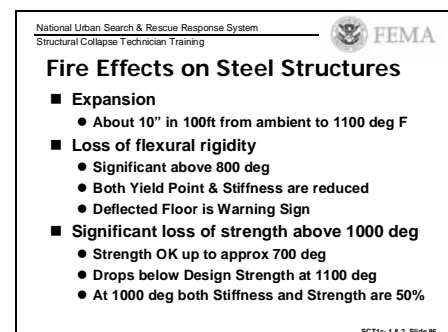 National Urban Search & Rescue Response System
Structural Collapse Technician Training
FEMA
Fire Effects on Steel Structures
■ Expansion
● About 10” in 100ft from ambient to 1100 deg F
■ Loss of flexural rigidity
● Significant above 800 deg
● Both Yield Point & Stiffness are reduced
● Deflected Floor is Warning Sign
■ Significant loss of strength above 1000 deg
● Strength OK up to approx 700 deg
● Drops below Design Strength at 1100 deg
● At 1000 deg both Stiffness and Strength are 50%